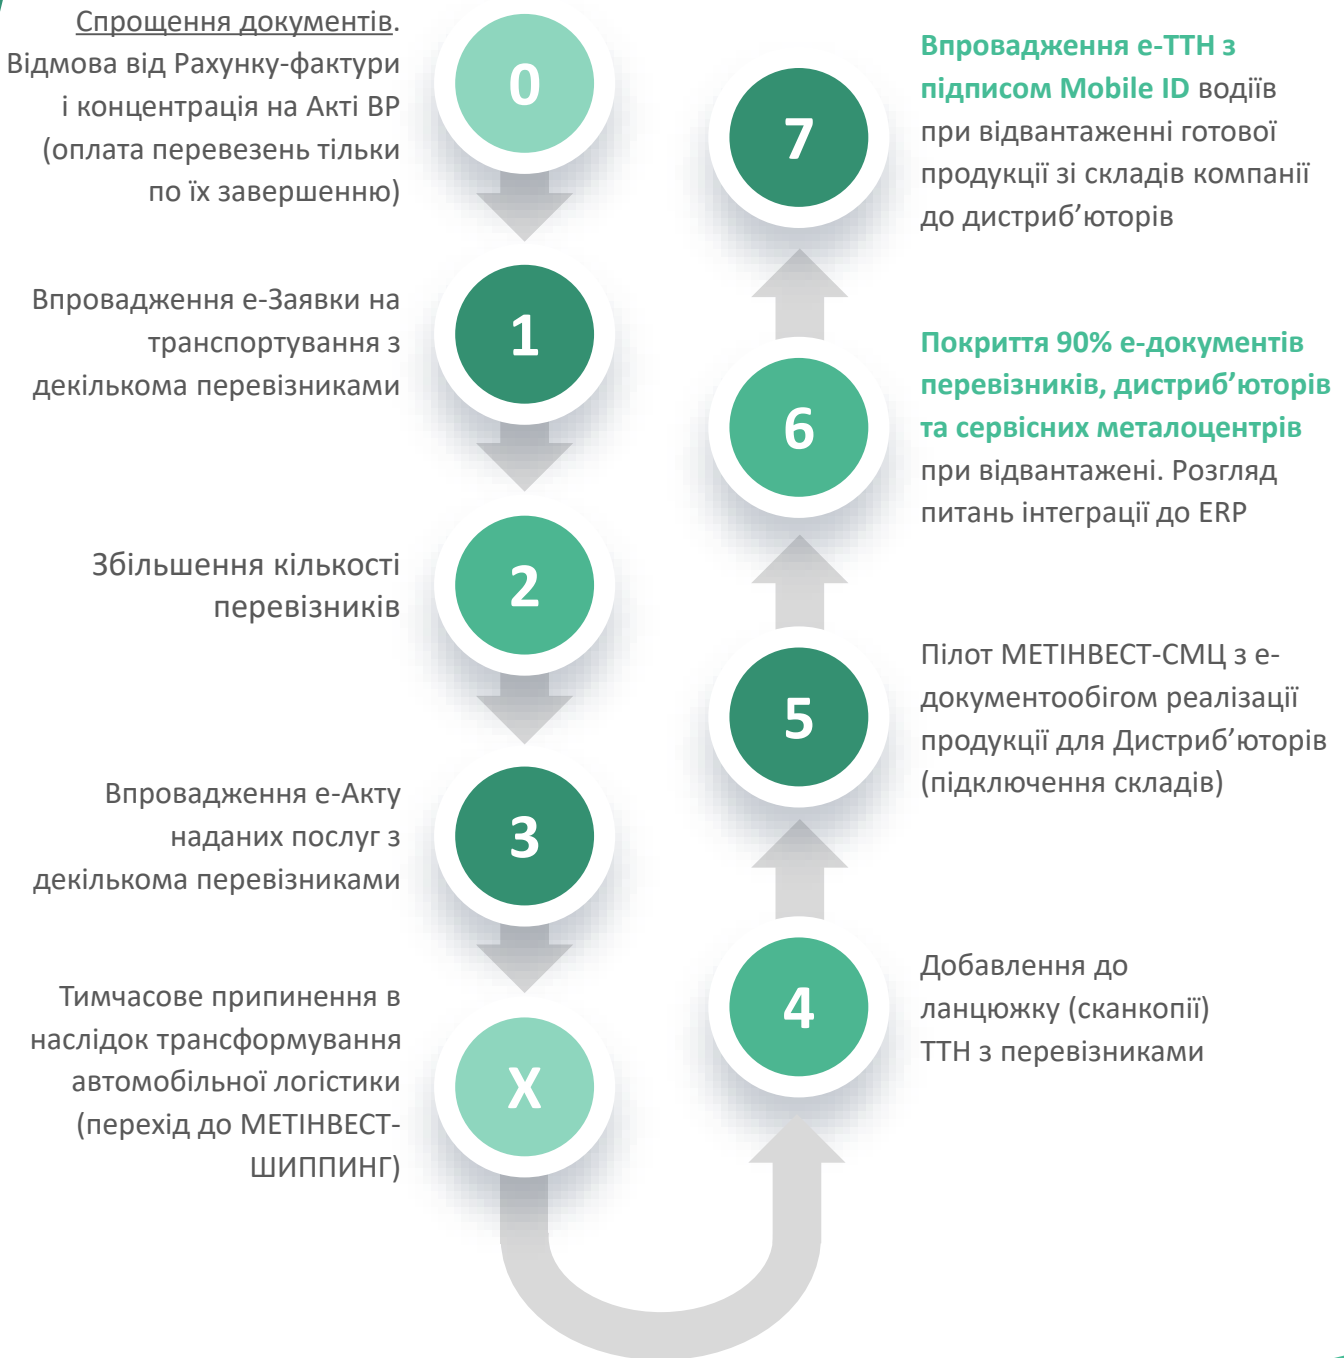 Спрощення документів.
Відмова від Рахунку-фактури
і концентрація на Акті ВР
(оплата перевезень тільки
по їх завершенню)
0
Впровадження е-Заявки на
транспортування з
декількома перевізниками
1
Збільшення кількості
перевізників
2
Впровадження е-Акту
наданих послуг з
декількома перевізниками
3
Тимчасове припинення в
наслідок трансформування
автомобільної логістики
(перехід до МЕТІНВЕСТ-
ШИППИНГ)
X
4
Добавлення до
ланцюжку (сканкопії)
ТТН з перевізниками
5
Пілот МЕТІНВЕСТ-СМЦ з е-
документообігом реалізації
продукції для Дистриб’юторів
(підключення складів)
6
Покриття 90% е-документів
перевізників, дистриб’юторів
та сервісних металоцентрів
при відвантажені. Розгляд
питань інтеграції до ERP
7
Впровадження е-ТТН з
підписом Mobile ID водіїв
при відвантаженні готової
продукції зі складів компанії
до дистриб’юторів